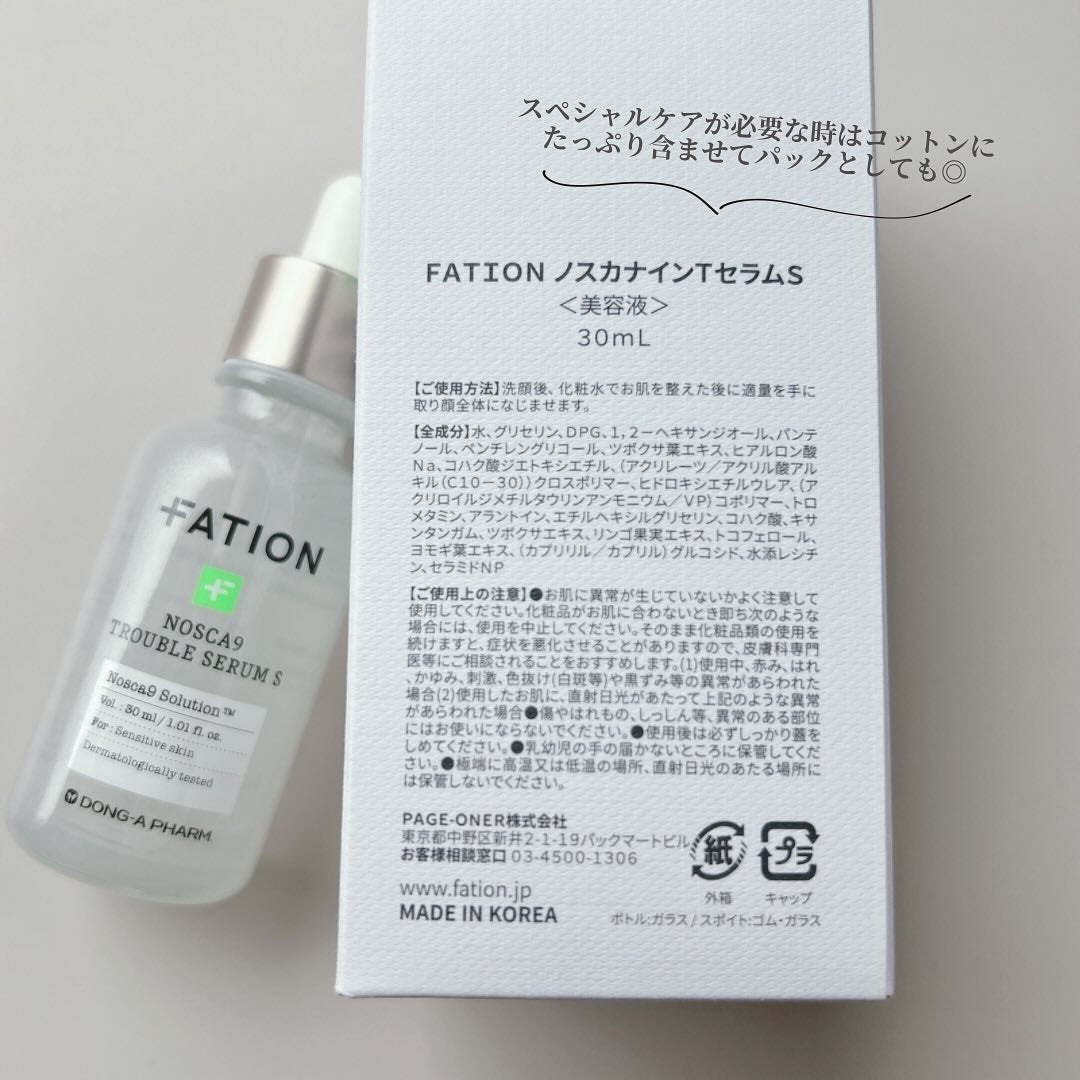 スペシャルケアが必要な時はコットンに
たっぷり含ませてパックとしても◎
FATION ノスカナインTセラムS
＜美容液＞
30mL
【ご使用方法】洗顔後、化粧水でお肌を整えた後に適量を手に
取り顔全体になじませます。
【全成分】水、グリセリン、DPG、1,2－ヘキサンジオール、パンテ
ノール、ペンチレングリコール、ツボクサ葉エキス、ヒアルロン酸
Na、コハク酸ジエトキシエチル、（アクリレーツ／アクリル酸アル
キル（C10－30））クロスポリマー、ヒドロキシエチルウレア、（ア
クリロイルジメチルタウリンアンモニウム／VP）コポリマー、トロ
メタミン、アラントイン、エチルヘキシルグリセリン、コハク酸、キサ
ンタンガム、ツボクサエキス、リンゴ果実エキス、トコフェロール、
ヨモギ葉エキス、（カプリリル／カプリル）グルコシド、水添レシチ
ン、セラミドNP
【ご使用上の注意】●お肌に異常が生じていないかよく注意して
使用してください。化粧品がお肌に合わないとき即ち次のような
場合には、使用を中止してください。そのまま化粧品類の使用を
続けますと、症状を悪化させることがありますので、皮膚科専門
医等にご相談されることをおすすめします。(1)使用中、赤み、はれ
、かゆみ、刺激、色抜け(白斑等)や黒ずみ等の異常があらわれた
場合(2)使用したお肌に、直射日光があたって上記のような異常
があらわれた場合●傷やはれもの、しっしん等、異常のある部位
にはお使いにならないでください。●使用後は必ずしっかり蓋を
しめてください。●乳幼児の手の届かないところに保管してくださ
い。●極端に高温又は低温の場所、直射日光のあたる場所に
は保管しないでください。
PAGE-ONER株式会社
東京都中野区新井2-1-19パックマートビル
お客様相談窓口 03-4500-1306
www.fation.jp
MADE IN KOREA
紙
外箱
プラ
キャップ
ボトル:ガラス / スポイト:ゴム・ガラス
FATION
NOSCA9
TROUBLE SERUM S
Nosca9 Solution™
Vol. : 30 ml / 1.01 fl. oz.
For : Sensitive skin
Dermatologically tested
DONG-A PHARM.